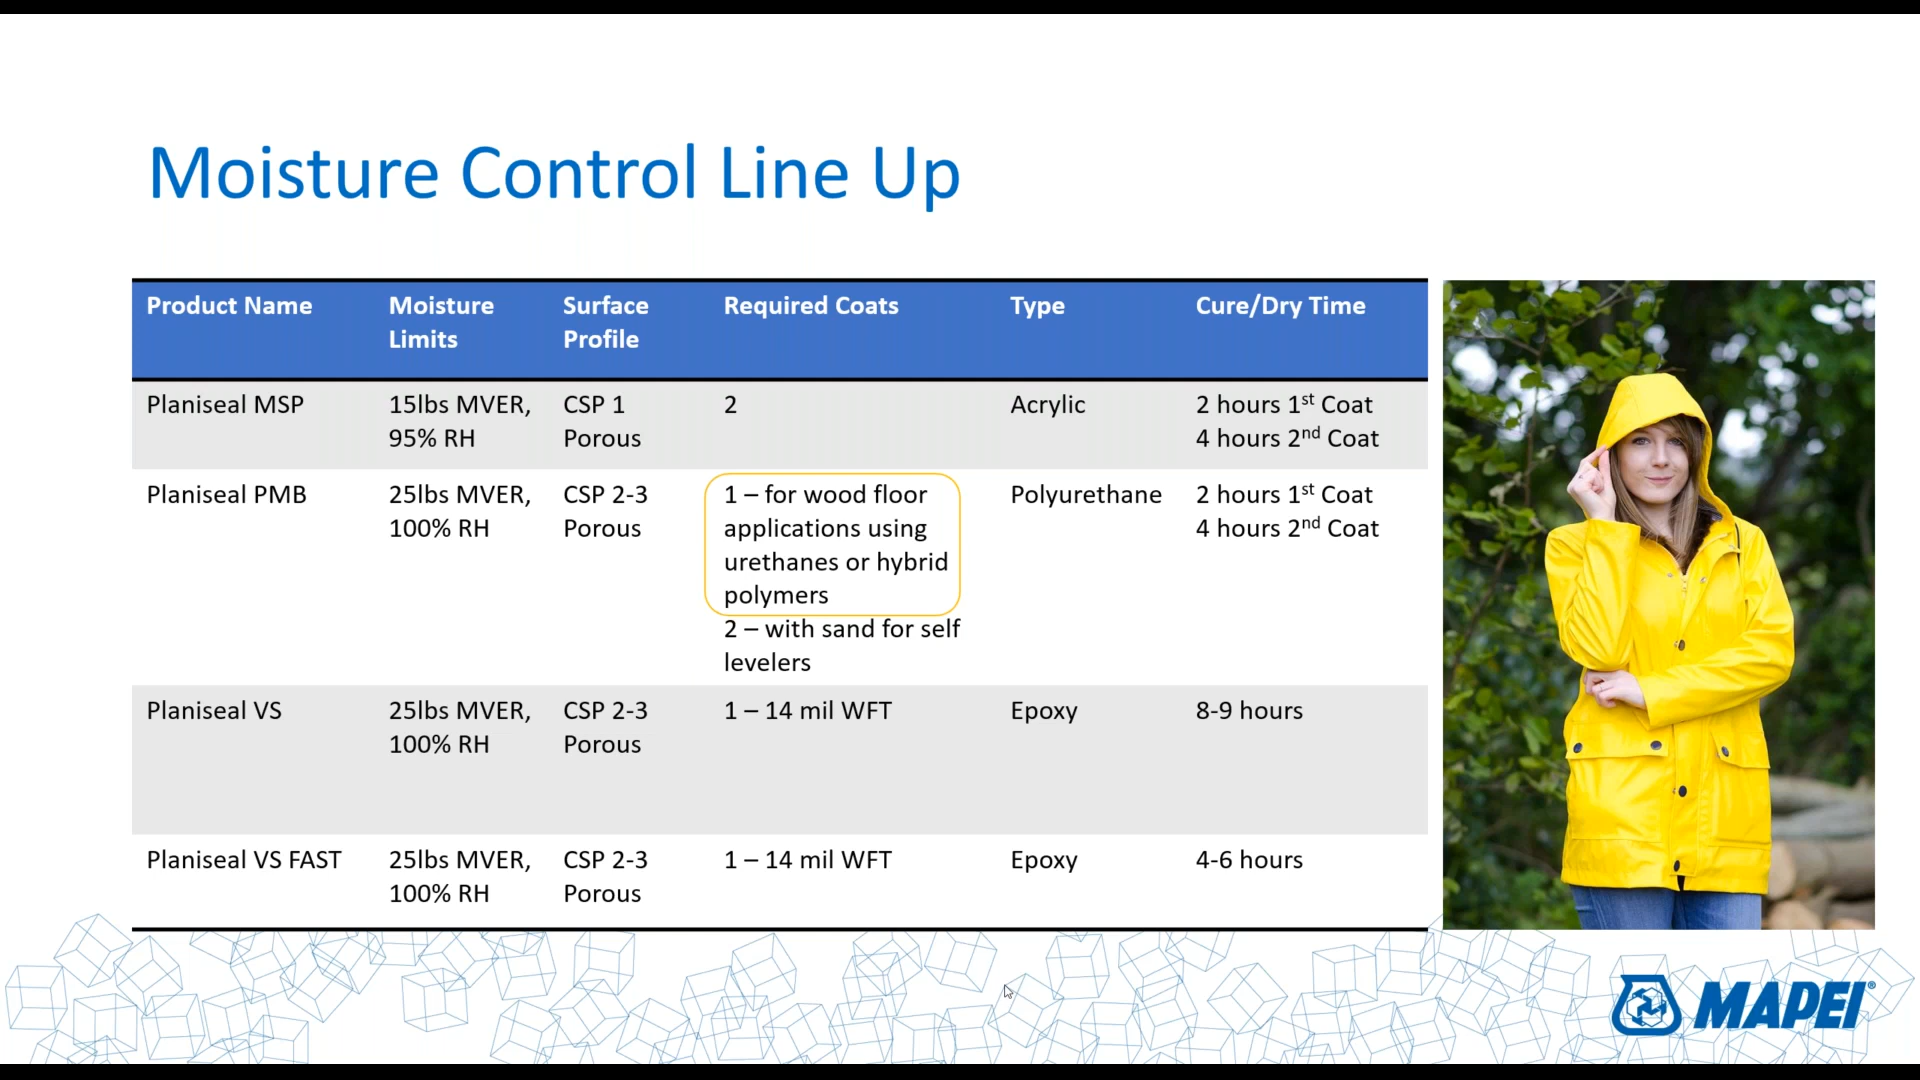 Moisture Control Line Up
Product Name
Moisture
Limits
Surface
Profile
Required Coats
Type
Cure/Dry Time
Planiseal MSP
15lbs MVER,
95% RH
CSP 1
Porous
2
Acrylic
2 hours 1st Coat
4 hours 2nd Coat
Planiseal PMB
25lbs MVER,
100% RH
CSP 2-3
Porous
1 – for wood floor
applications using
urethanes or hybrid
polymers
2 – with sand for self
levelers
Polyurethane
2 hours 1st Coat
4 hours 2nd Coat
Planiseal VS
25lbs MVER,
100% RH
CSP 2-3
Porous
1 – 14 mil WFT
Epoxy
8-9 hours
Planiseal VS FAST
25lbs MVER,
100% RH
CSP 2-3
Porous
1 – 14 mil WFT
Epoxy
4-6 hours
MAPEI®